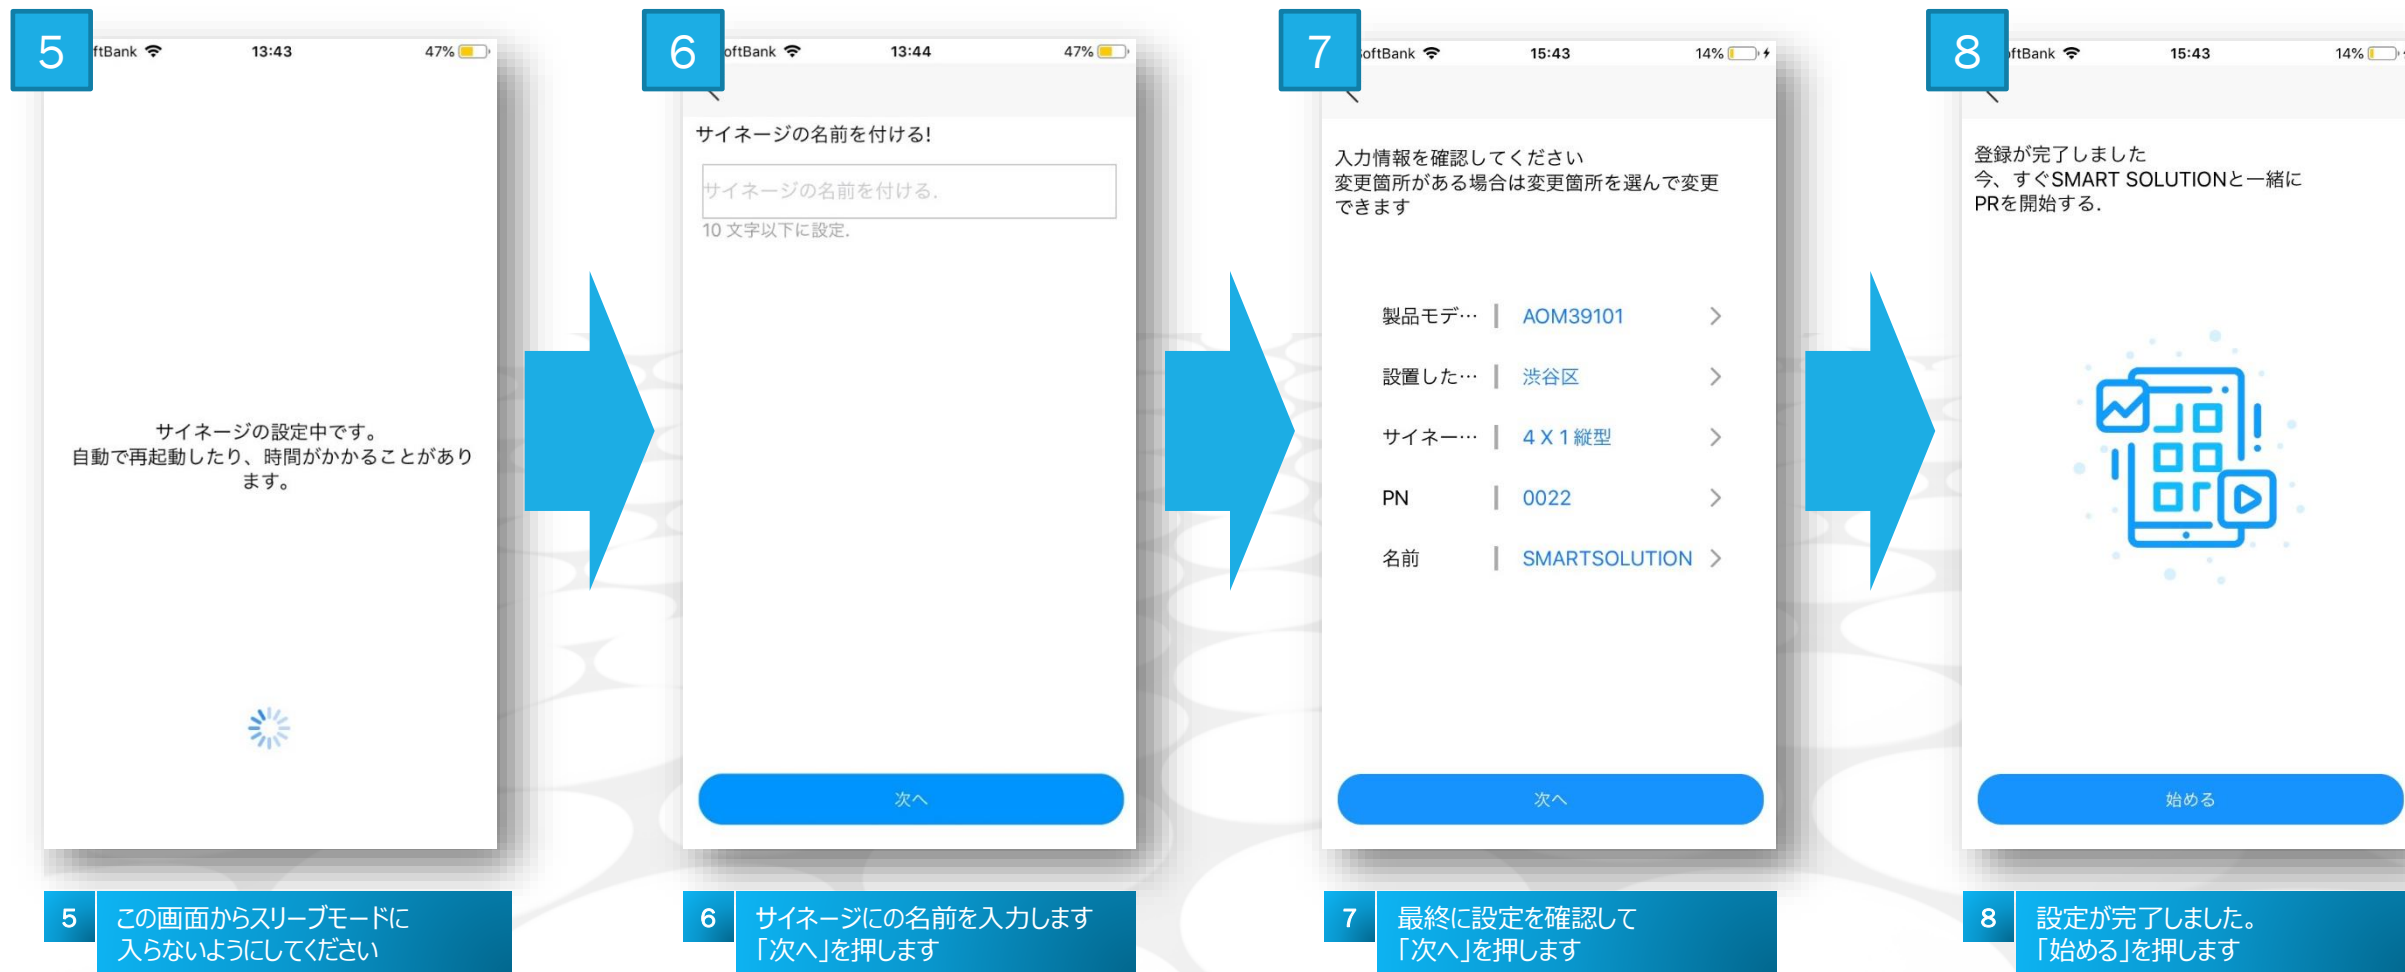 5
ftBank 13:43 47%
サイネージの設定中です。
自動で再起動したり、時間がかかることがあり
ます。
5 この画面からスリーブモードに
入らないようにしてください
6
oftBank 13:44 47%
サイネージの名前を付ける!
サイネージの名前を付ける.
10 文字以下に設定.
次へ
6 サイネージにの名前を入力します
「次へ」を押します
7
oftBank 15:43 14%
入力情報を確認してください
変更箇所がある場合は変更箇所を選んで変更
できます
製品モデ… AOM39101
設置した… 渋谷区
サイネー… 4 X 1 縦型
PN 0022
名前 SMARTSOLUTION
次へ
7 最終に設定を確認して
「次へ」を押します
8
ftBank 15:43 14%
登録が完了しました
今、すぐSMART SOLUTIONと一緒に
PRを開始する.
始める
8 設定が完了しました。
「始める」を押します